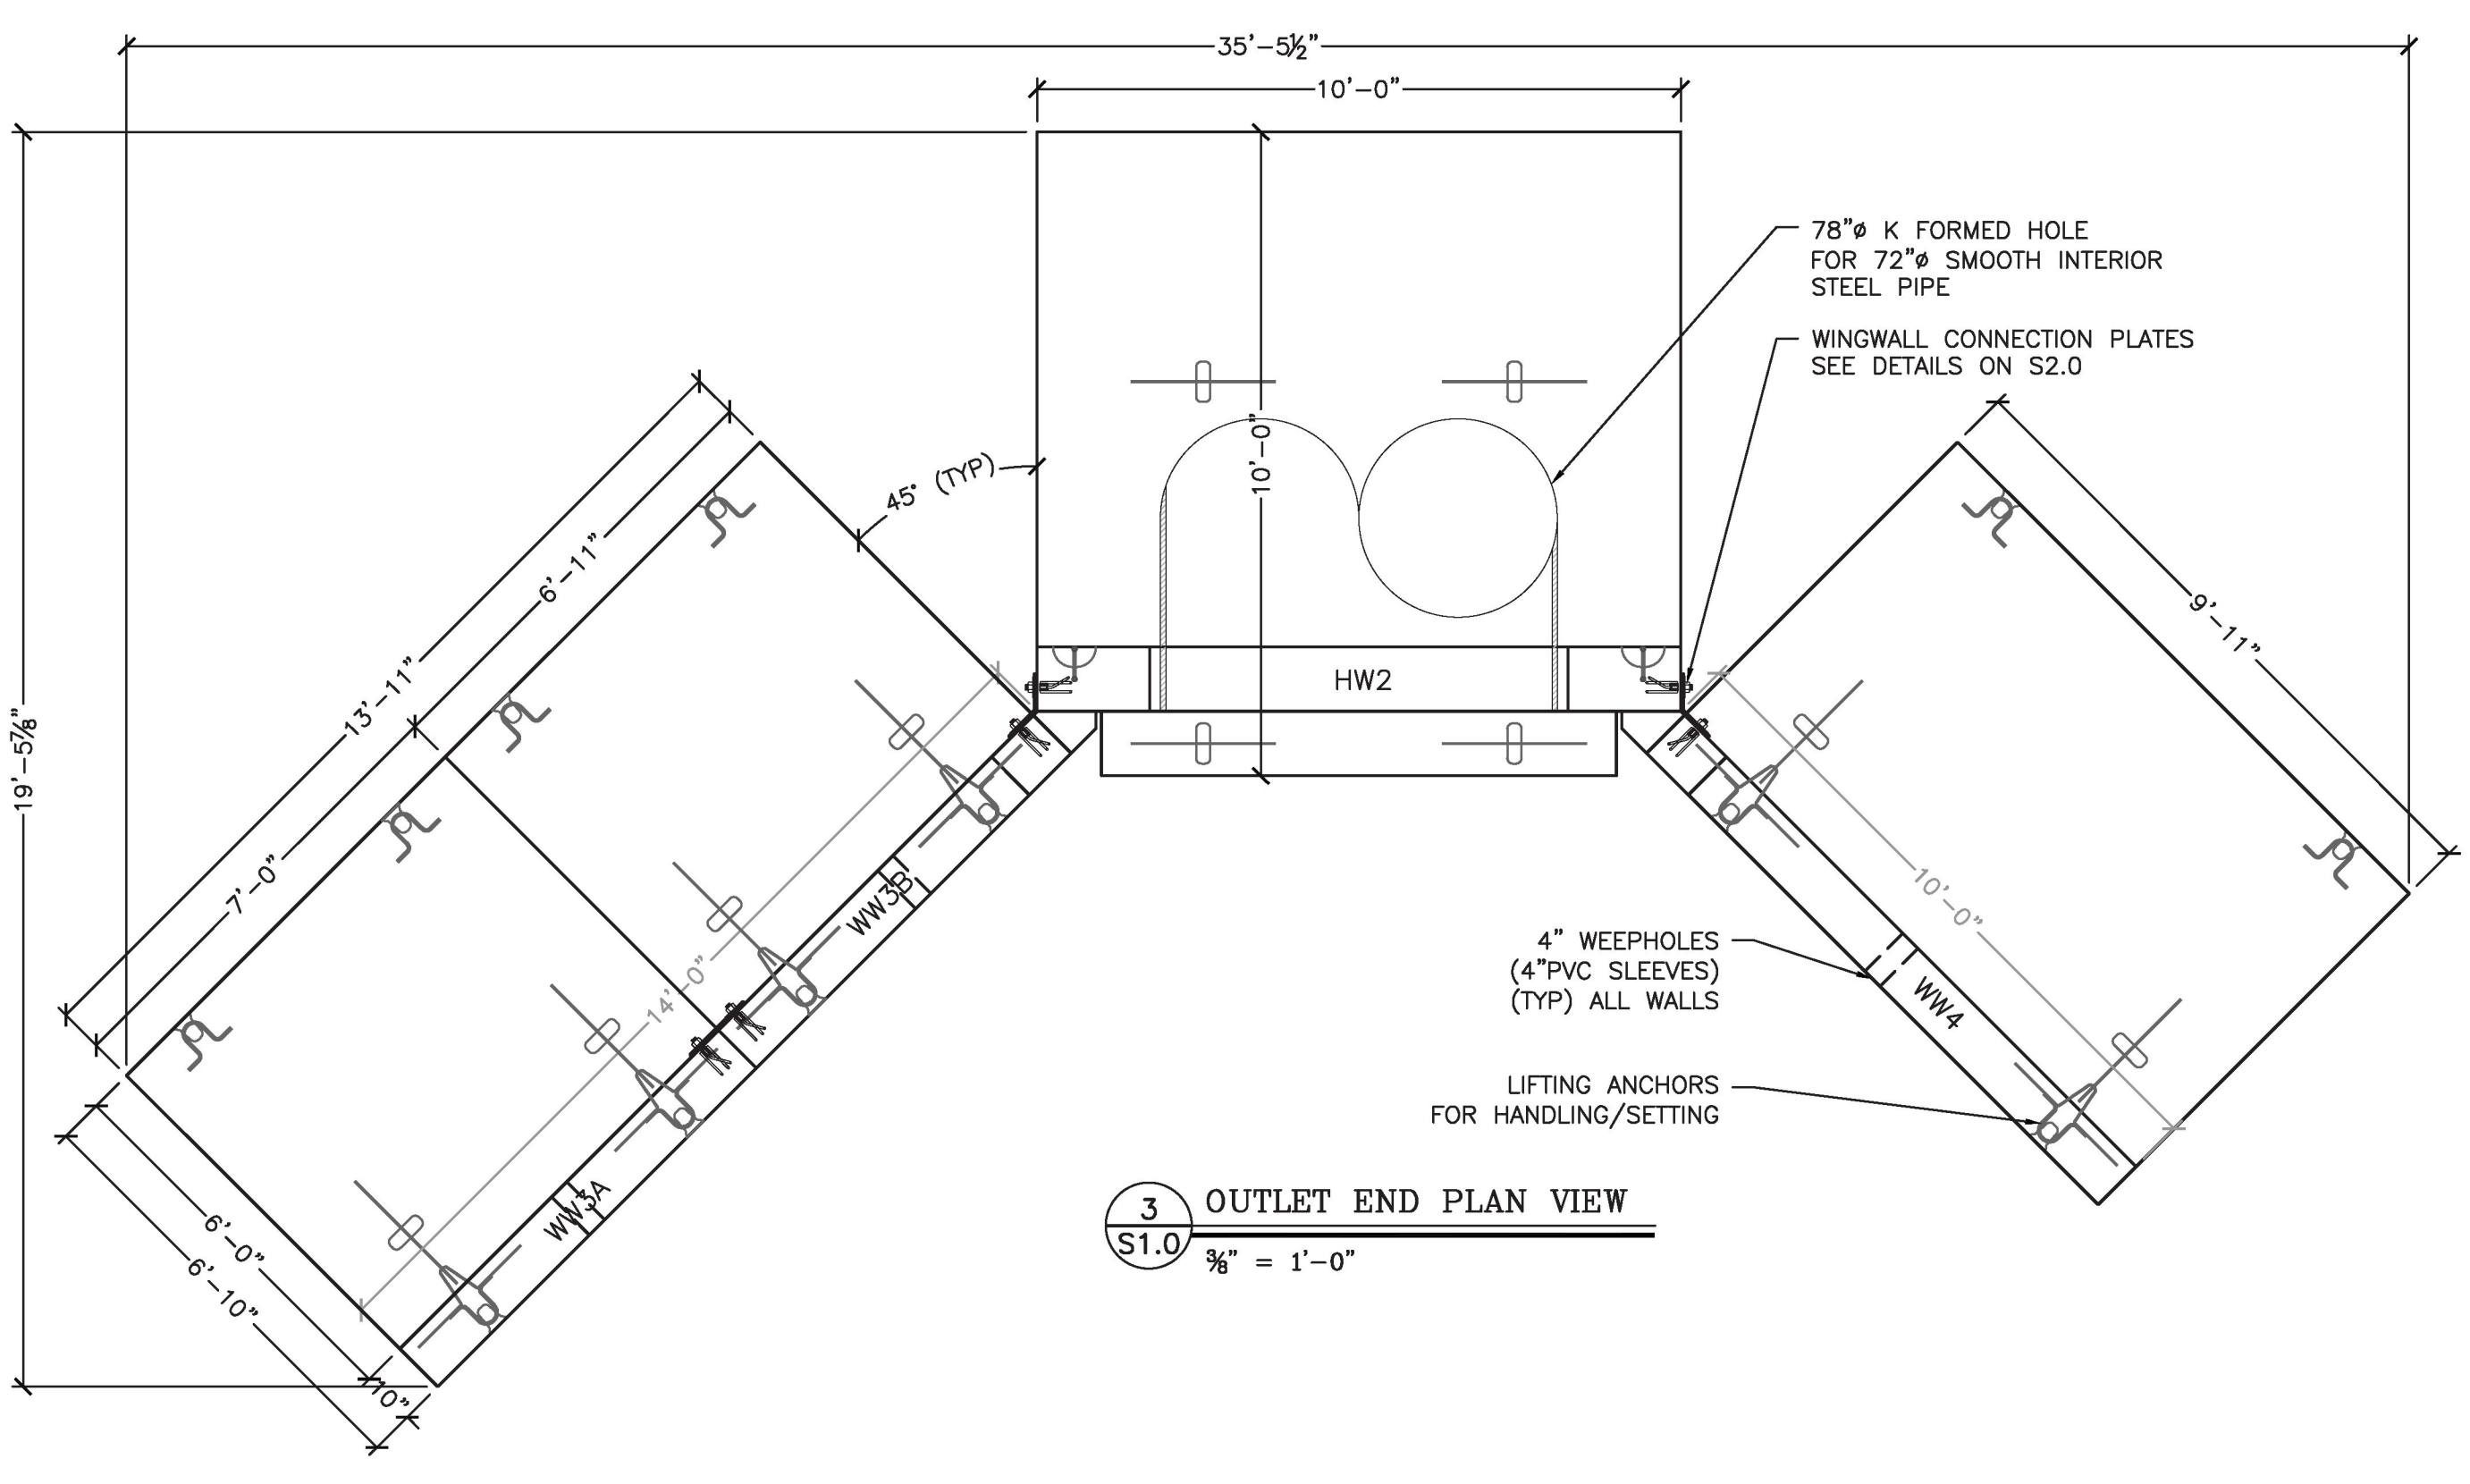 35'-5½"
10'-0"
78"ø K FORMED HOLE
FOR 72"ø SMOOTH INTERIOR
STEEL PIPE
WINGWALL CONNECTION PLATES
SEE DETAILS ON S2.0
45° (TYP)
10'-0"
6'-11"
13'-11"
9'-11"
HW2
19'-5⅞"
7'-0"
WW3B
10'-0"
14'-0"
4" WEEPHOLES
(4"PVC SLEEVES)
(TYP) ALL WALLS
WW4
LIFTING ANCHORS
FOR HANDLING/SETTING
WW3A
6'-0"
6'-10"
10"
3
S1.0
OUTLET END PLAN VIEW
⅜" = 1'-0"